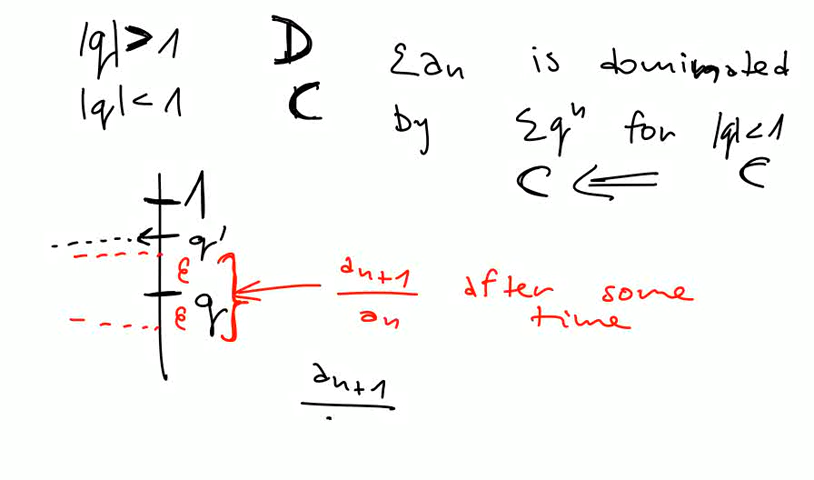 |q|>1 D
|q|<1 C
Σan is dominated
by Σq^n for |q|<1
C ⇐ C
1
q'
ε
q
ε
an+1
an
after some
time
an+1